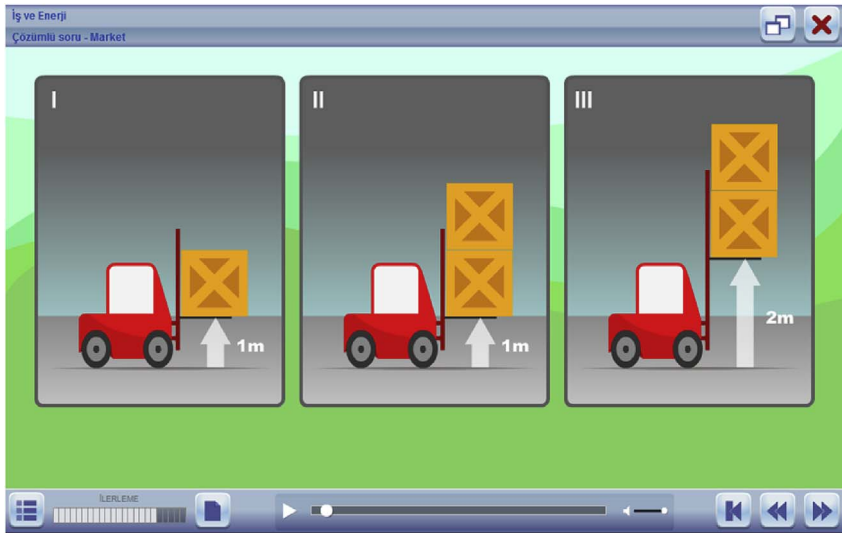 İş ve Enerji
Çözümlü soru - Market
I
II
III
1m
1m
2m
İLERLEME